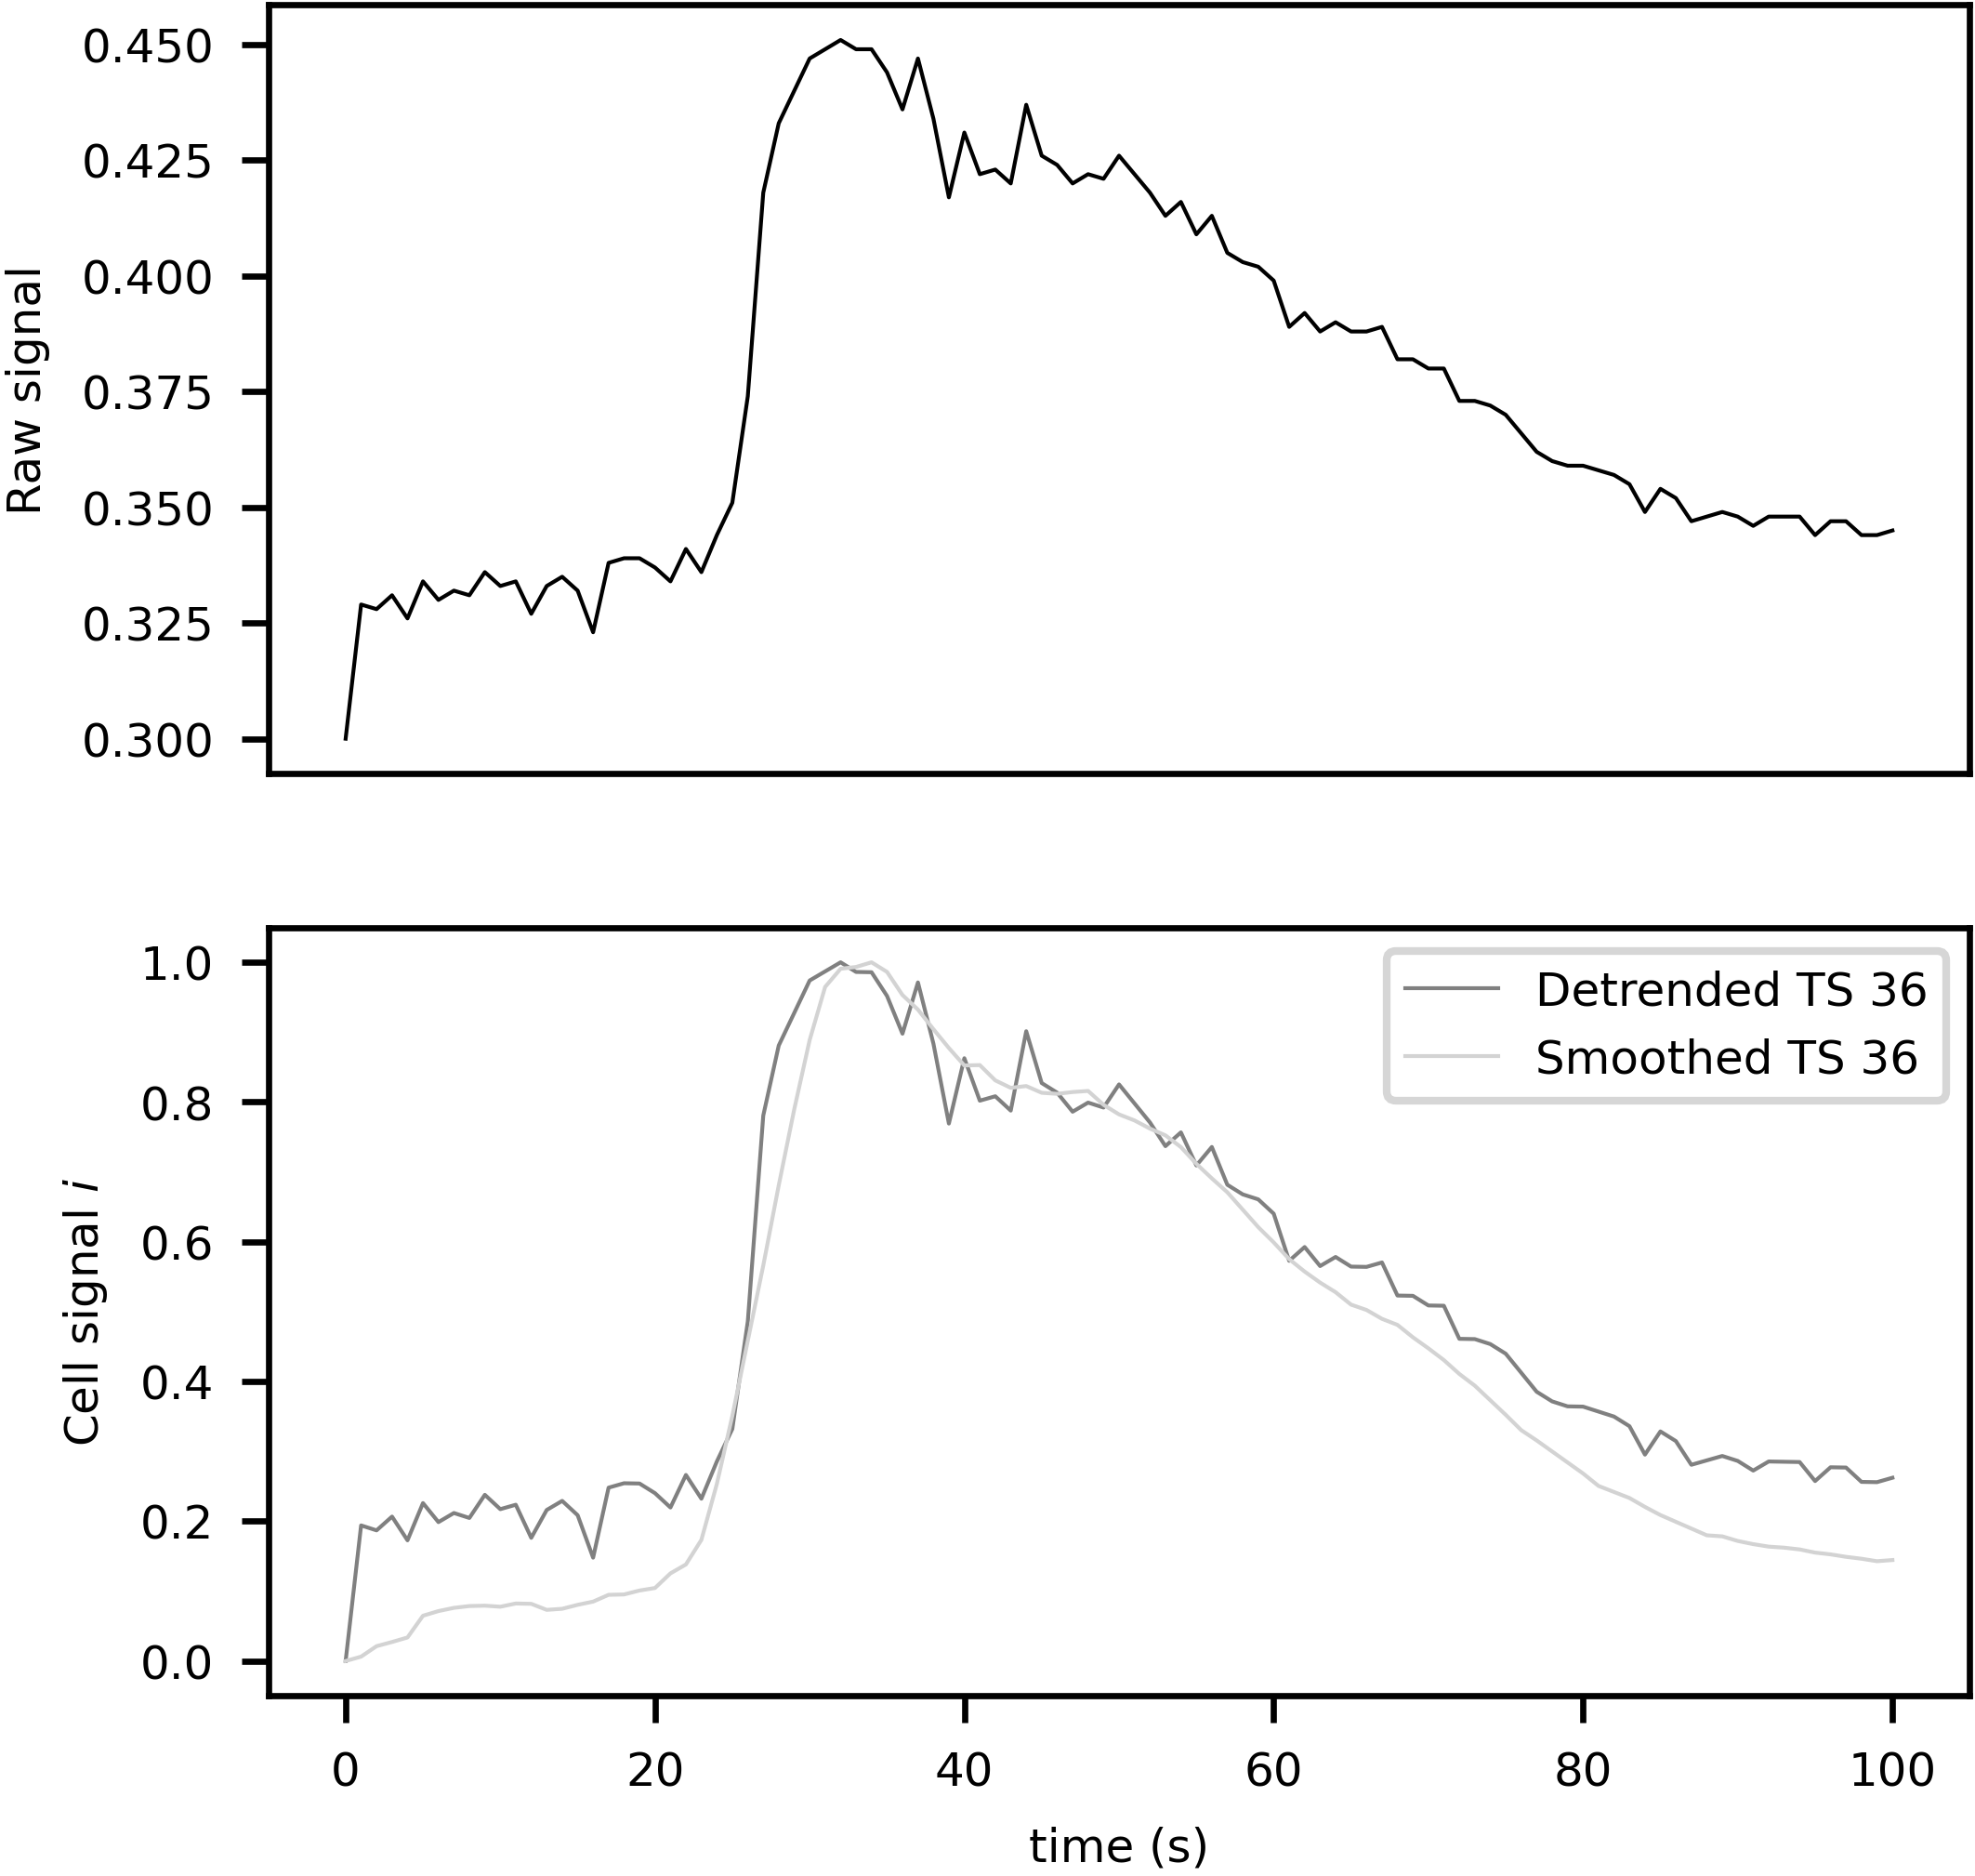 0.450
0.425
0.400
0.375
0.350
0.325
0.300
Raw signal
1.0
0.8
0.6
0.4
0.2
0.0
Cell signal i
Detrended TS 36
Smoothed TS 36
0 20 40 60 80 100
time (s)